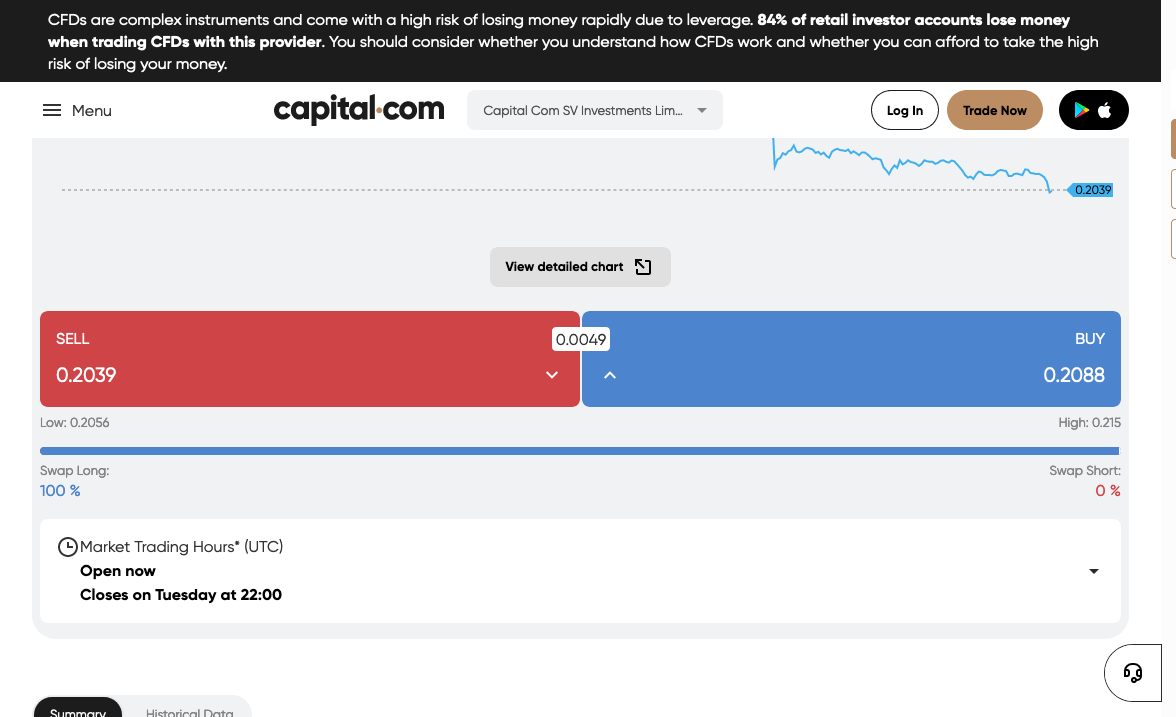 CFDs are complex instruments and come with a high risk of losing money rapidly due to leverage. 84% of retail investor accounts lose money
when trading CFDs with this provider. You should consider whether you understand how CFDs work and whether you can afford to take the high
risk of losing your money.
Menu
capital.com
Capital Com SV Investments Lim...
Log In
Trade Now
0.2039
View detailed chart
SELL
0.0049
BUY
0.2039
0.2088
Low: 0.2056
High: 0.215
Swap Long:
Swap Short:
100 %
0 %
Market Trading Hours* (UTC)
Open now
Closes on Tuesday at 22:00
Summary
Historical Data